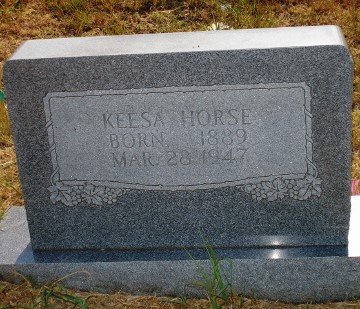 KEESA HORSE
BORN 1889
MAR. 28 1947